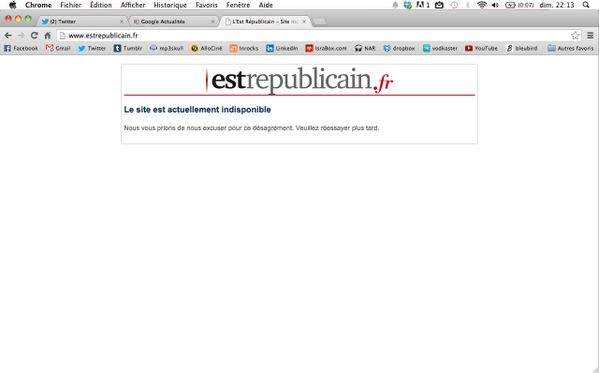 Chrome Fichier Édition Afficher Historique Favoris Fenêtre Aide 1 (0:07) dim. 22:13
(2) Twitter Google Actualités L'Est Républicain – Site
www.estrepublicain.fr
Facebook Gmail Twitter Tumblr mp3skull AlloCiné Inrocks LinkedIn IsraBox.com NAR dropbox vodkaster YouTube bleubird Autres favoris
estrepublicain.fr
Le site est actuellement indisponible
Nous vous prions de nous excuser pour ce désagrément. Veuillez réessayer plus tard.